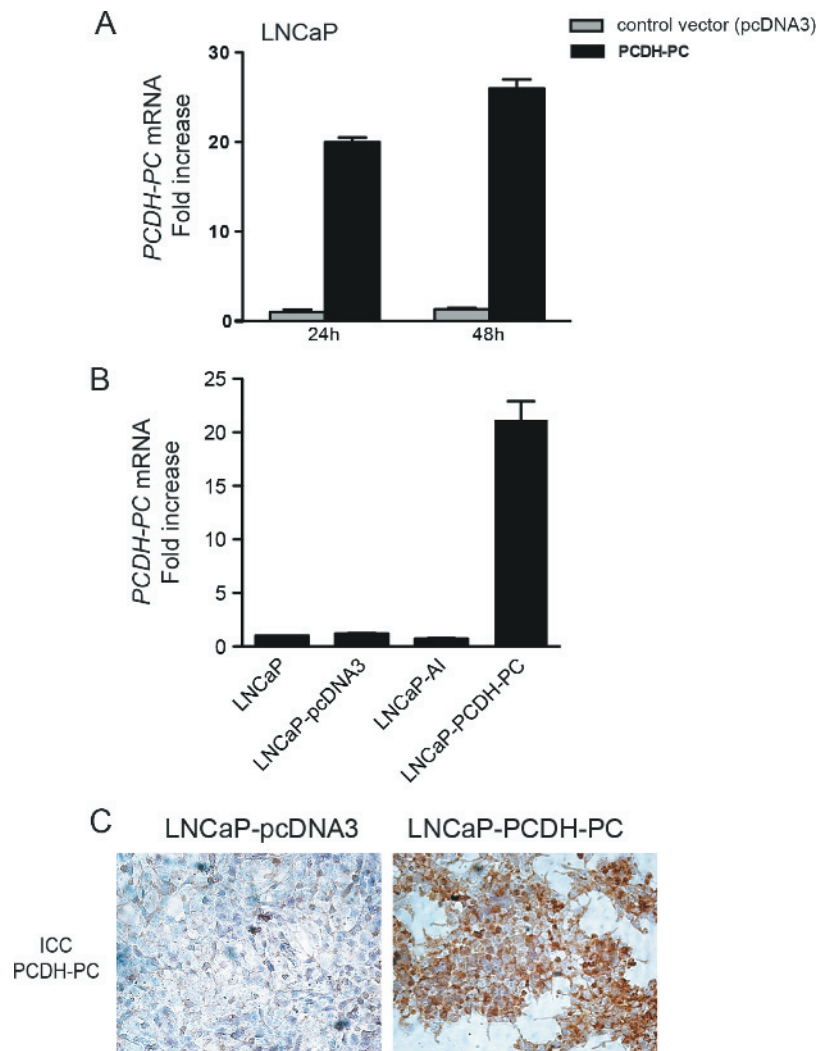 A
LNCaP
control vector (pcDNA3)
PCDH-PC
PCDH-PC mRNA
Fold increase
30
20
10
0
24h
48h
B
PCDH-PC mRNA
Fold increase
25
20
15
10
5
0
LNCaP
LNCaP-pcDNA3
LNCaP-AI
LNCaP-PCDH-PC
C
LNCaP-pcDNA3
LNCaP-PCDH-PC
ICC
PCDH-PC